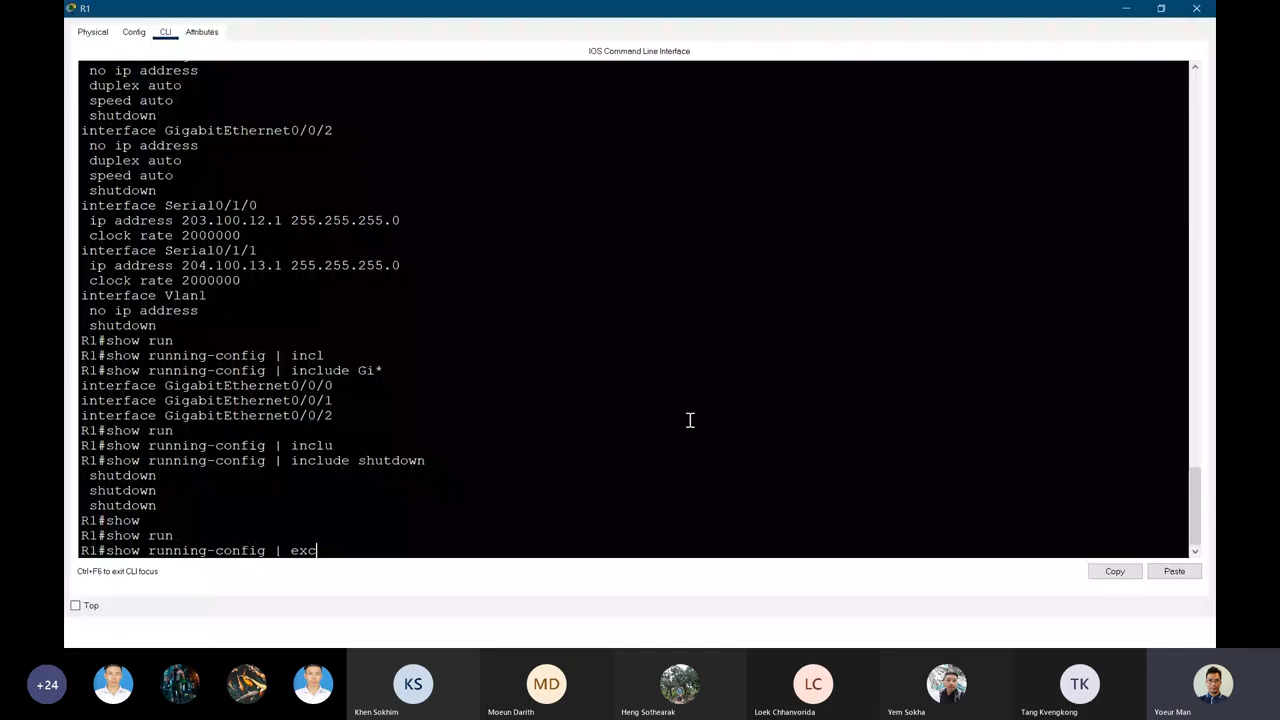 R1
Physical
Config
CLI
Attributes
IOS Command Line Interface
no ip address
duplex auto
speed auto
shutdown
interface GigabitEthernet0/0/2
no ip address
duplex auto
speed auto
shutdown
interface Serial0/1/0
ip address 203.100.12.1 255.255.255.0
clock rate 2000000
interface Serial0/1/1
ip address 204.100.13.1 255.255.255.0
clock rate 2000000
interface Vlan1
no ip address
shutdown
R1#show run
R1#show running-config | incl
R1#show running-config | include Gi*
interface GigabitEthernet0/0/0
interface GigabitEthernet0/0/1
interface GigabitEthernet0/0/2
R1#show run
R1#show running-config | inclu
R1#show running-config | include shutdown
shutdown
shutdown
shutdown
R1#show
R1#show run
R1#show running-config | exc
Ctrl+F6 to exit CLI focus
Copy
Paste
Top
+24
KS
Khen Sokhim
MD
Moeun Darith
Heng Sothearak
LC
Loek Chhanvorida
Yem Sokha
TK
Tang Kvengkong
Yoeur Man